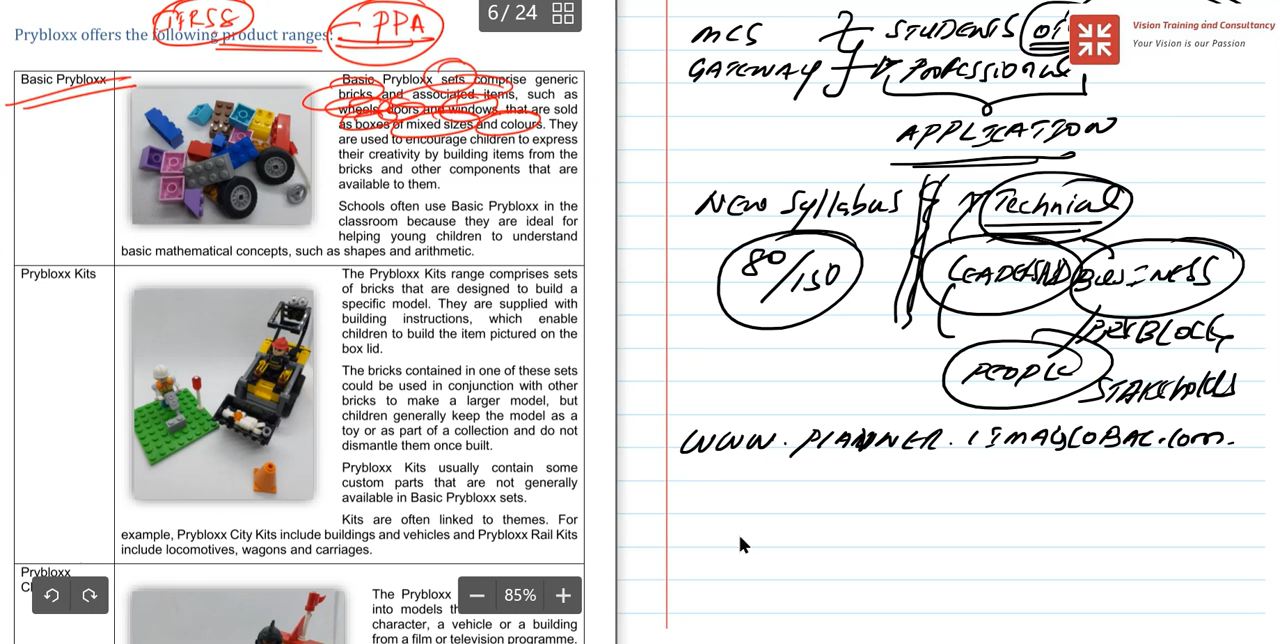 IFRS8
PPA
6 / 24
Prybloxx offers the following product ranges:
Basic Prybloxx
Basic Prybloxx sets comprise generic
bricks and associated items, such as
wheels, doors and windows, that are sold
as boxes of mixed sizes and colours. They
are used to encourage children to express
their creativity by building items from the
bricks and other components that are
available to them.
Schools often use Basic Prybloxx in the
classroom because they are ideal for
helping young children to understand
basic mathematical concepts, such as shapes and arithmetic.
Prybloxx Kits
The Prybloxx Kits range comprises sets
of bricks that are designed to build a
specific model. They are supplied with
building instructions, which enable
children to build the item pictured on the
box lid.
The bricks contained in one of these sets
could be used in conjunction with other
bricks to make a larger model, but
children generally keep the model as a
toy or as part of a collection and do not
dismantle them once built.
Prybloxx Kits usually contain some
custom parts that are not generally
available in Basic Prybloxx sets.
Kits are often linked to themes. For
example, Prybloxx City Kits include buildings and vehicles and Prybloxx Rail Kits
include locomotives, wagons and carriages.
Prybloxx
The Prybloxx
into models
character, a vehicle or a building
from a film or television programme.
85%
MCS
STUDENTS
GATEWAY
PROFESSIONALS
APPLICATION
New Syllabus
Technical
80/150
LEADERSHIP
BUSINESS
PRYBLOCK
PEOPLE
STAKEHOLDS
WWW.PLANNER.CIMAGLOBAL.COM.
Vision Training and Consultancy
Your Vision is our Passion